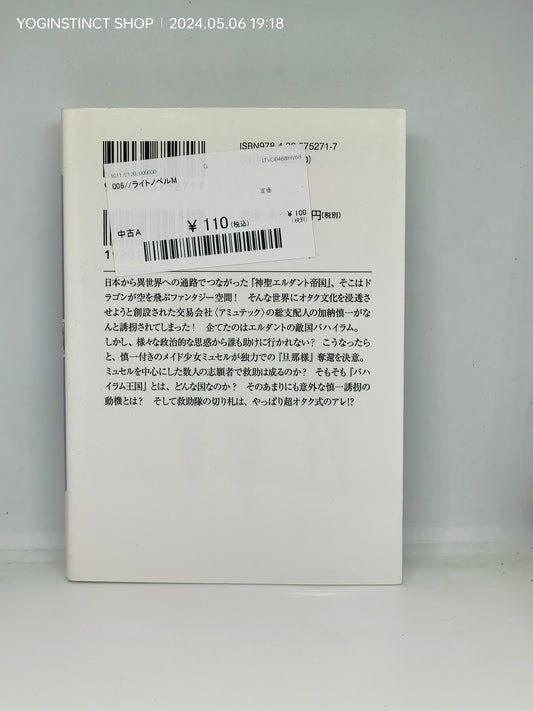 YOGINSTINCT SHOP | 2024.05.06 19:18
ISBN978-4-06-375271-7
1011/2120/000000
G
006//ライトノベルM
定価
中古A
¥ 110(税込)
¥ 100
(税別)
円(税別)
日本から異世界への通路でつながった『神聖エルダント帝国』、そこはド
ラゴンが空を飛ぶファンタジー空間！　そんな世界にオタク文化を浸透さ
せようと創設された交易会社〈アミュテック〉の総支配人の加納慎一がな
んと誘拐されてしまった！　企てたのはエルダントの敵国バハイラム。
しかし、様々な政治的な思惑から誰も助けに行かれない？　こうなったら
と、慎一付きのメイド少女ミュセルが独力での『旦那様』奪還を決意。
ミュセルを中心にした数人の志願者で救助は成るのか？　そもそも『バハ
イラム王国』とは、どんな国なのか？　そのあまりにも意外な慎一誘拐の
動機とは？　そして救助隊の切り札は、やっぱり超オタク式のアレ!?